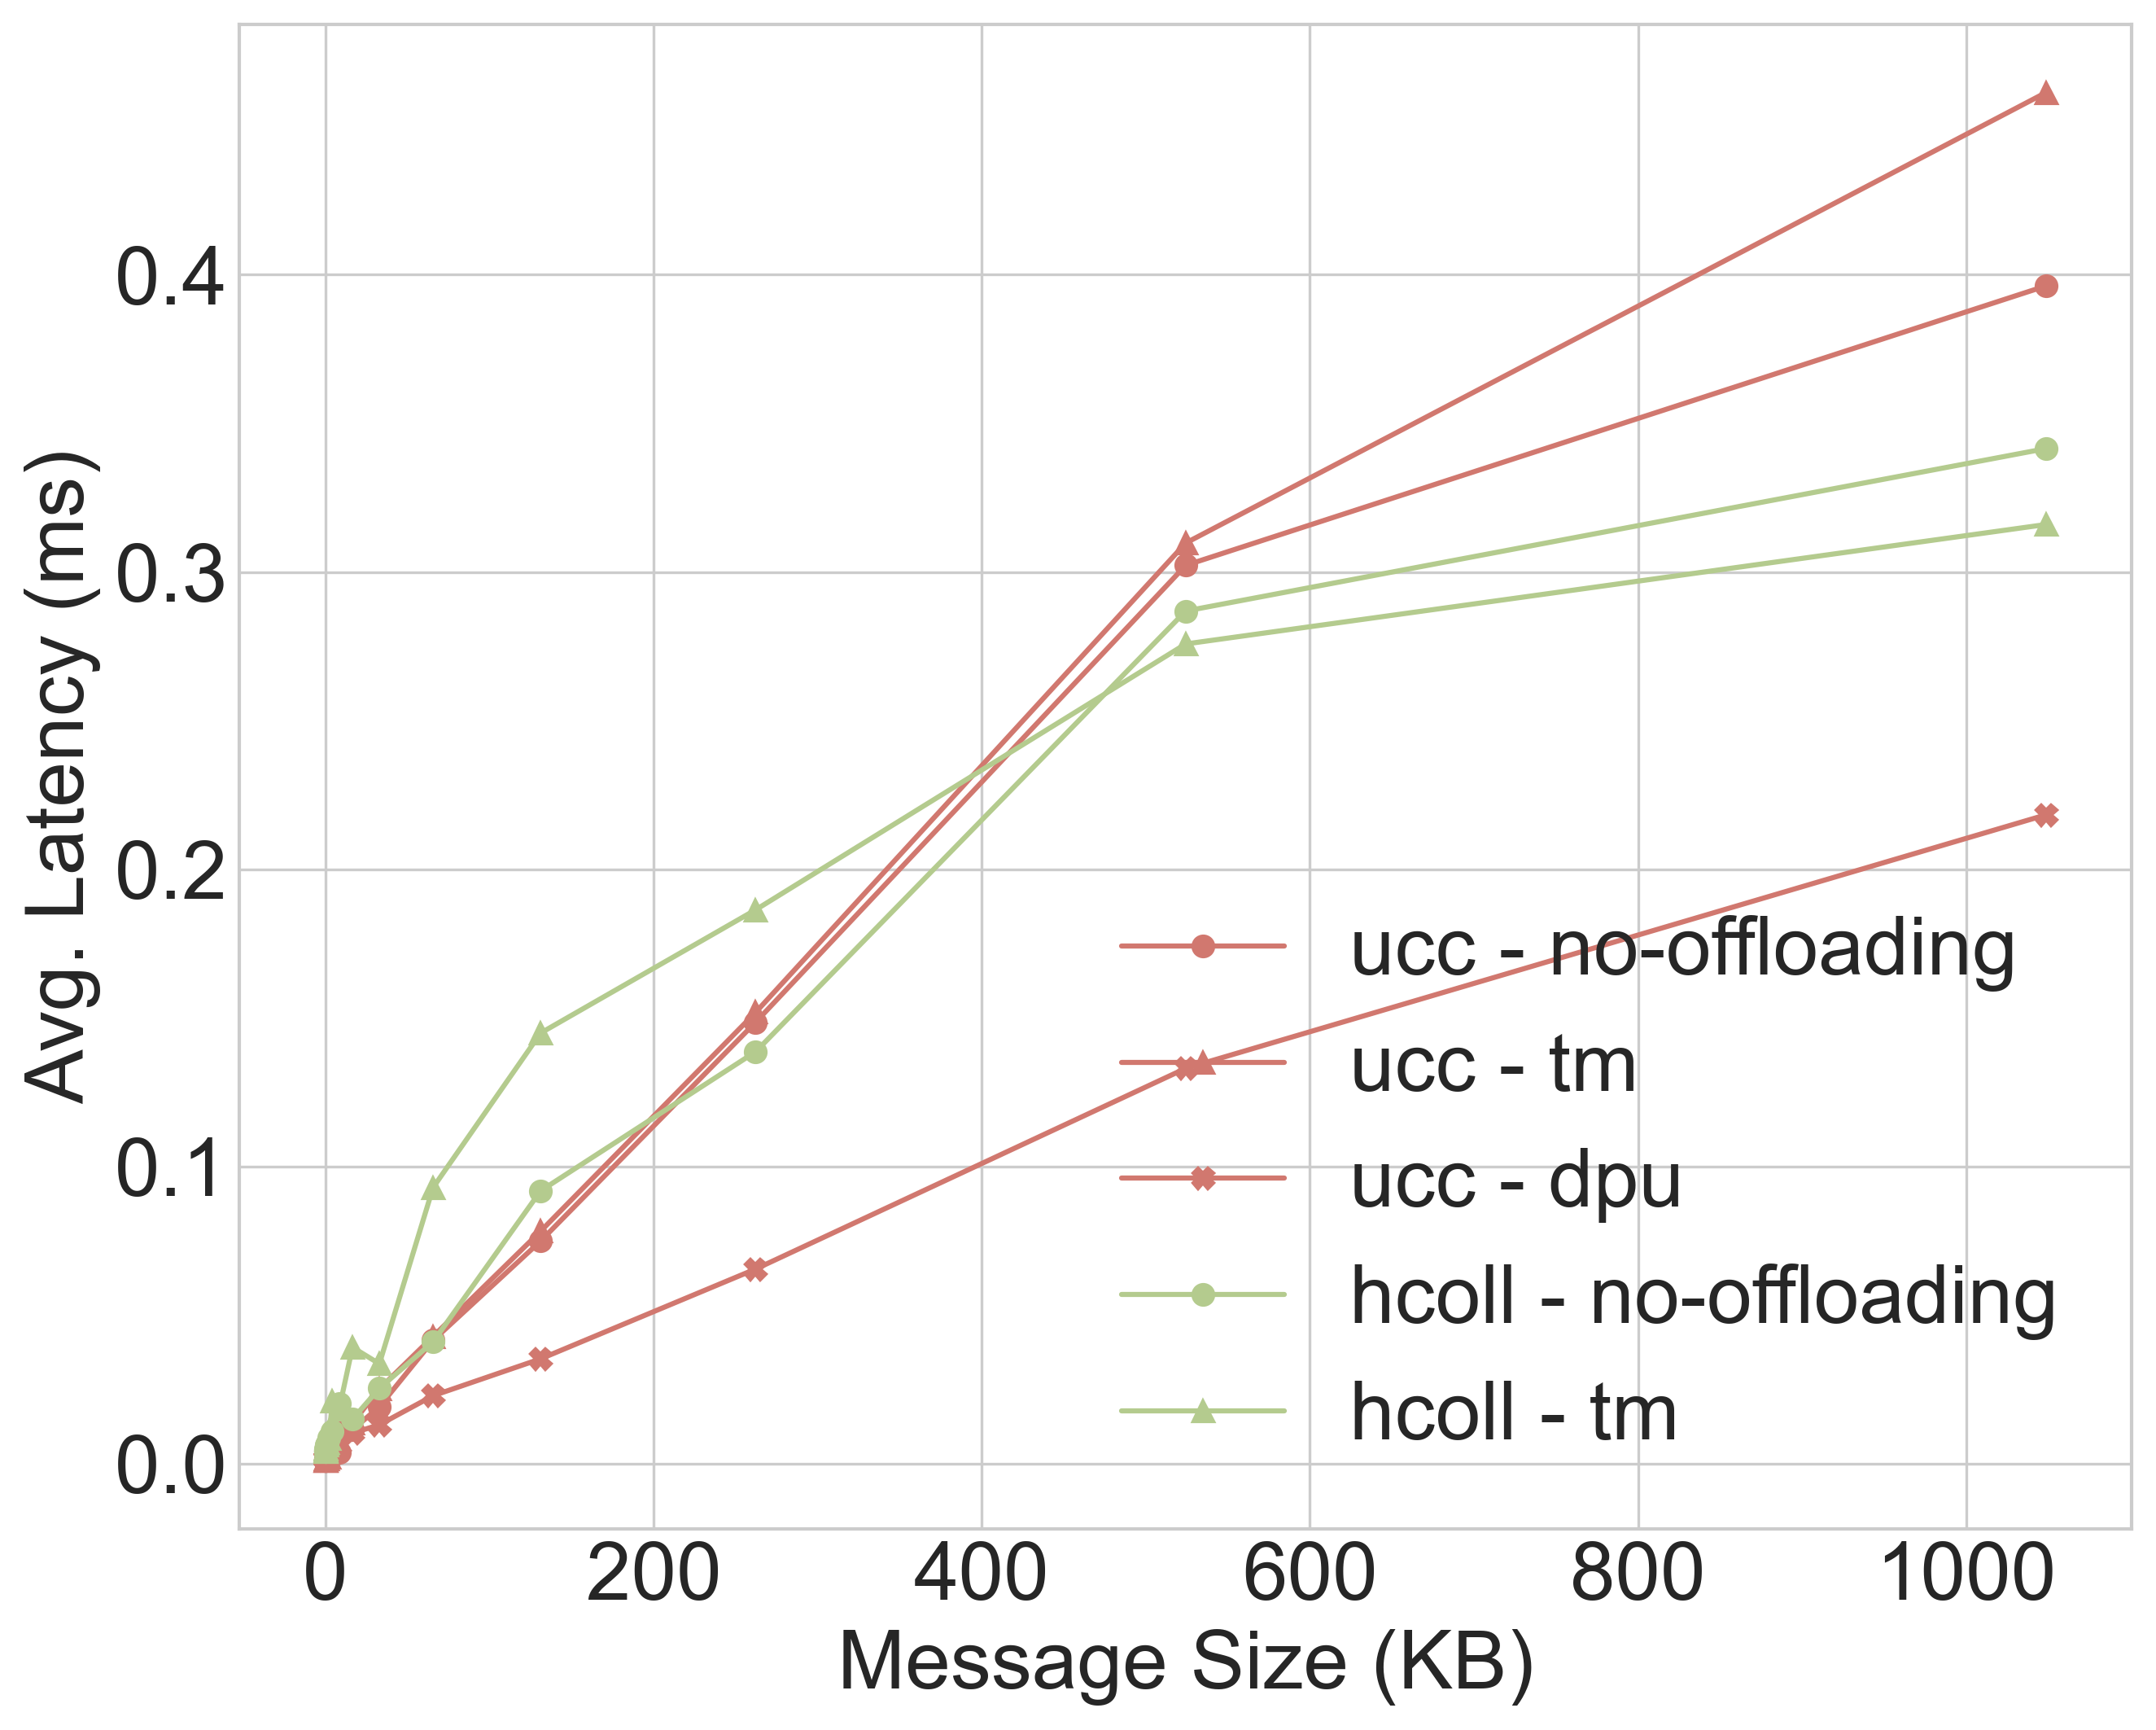 Avg. Latency (ms)
0.4
0.3
0.2
0.1
0.0
ucc - no-offloading
ucc - tm
ucc - dpu
hcoll - no-offloading
hcoll - tm
0 200 400 600 800 1000
Message Size (KB)